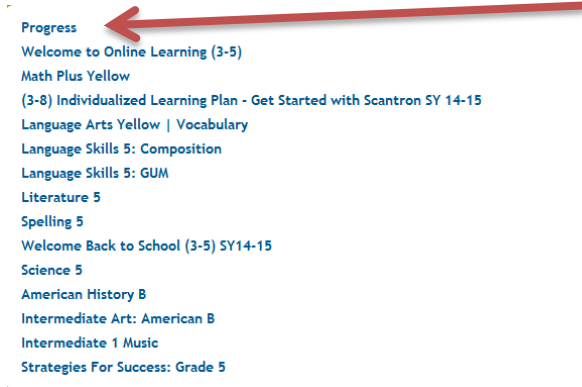 Progress
Welcome to Online Learning (3-5)
Math Plus Yellow
(3-8) Individualized Learning Plan - Get Started with Scantron SY 14-15
Language Arts Yellow | Vocabulary
Language Skills 5: Composition
Language Skills 5: GUM
Literature 5
Spelling 5
Welcome Back to School (3-5) SY14-15
Science 5
American History B
Intermediate Art: American B
Intermediate 1 Music
Strategies For Success: Grade 5